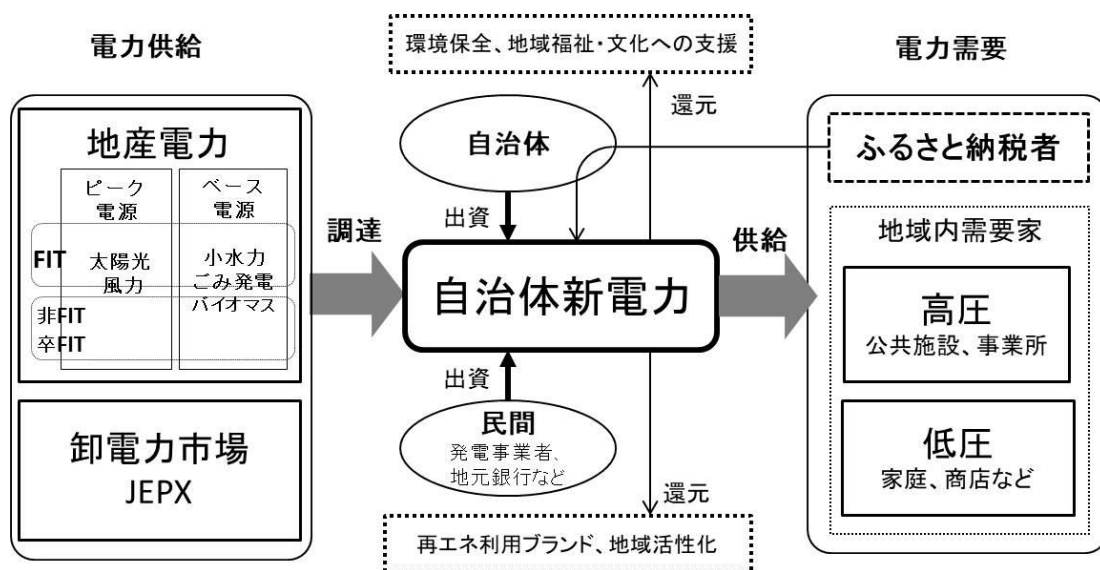 電力供給
地産電力
ピーク
電源
ベース
電源
FIT
太陽光
風力
小水力
ごみ発電
バイオマス
非FIT
卒FIT
卸電力市場
JEPX
調達
環境保全、地域福祉・文化への支援
還元
自治体
出資
自治体新電力
出資
民間
発電事業者、
地元銀行など
還元
再エネ利用ブランド、地域活性化
供給
電力需要
ふるさと納税者
地域内需要家
高圧
公共施設、事業所
低圧
家庭、商店など